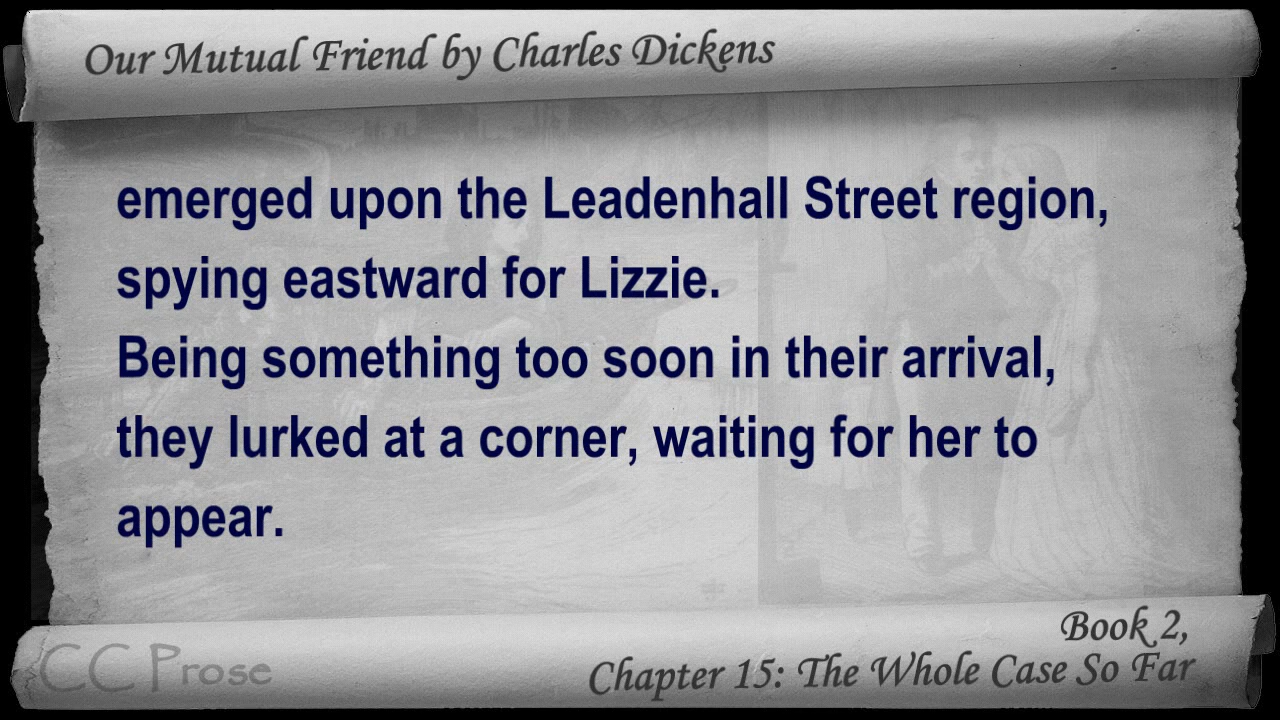 Our Mutual Friend by Charles Dickens
emerged upon the Leadenhall Street region,
spying eastward for Lizzie.
Being something too soon in their arrival,
they lurked at a corner, waiting for her to
appear.
Book 2,
Chapter 15: The Whole Case So Far
CC Prose